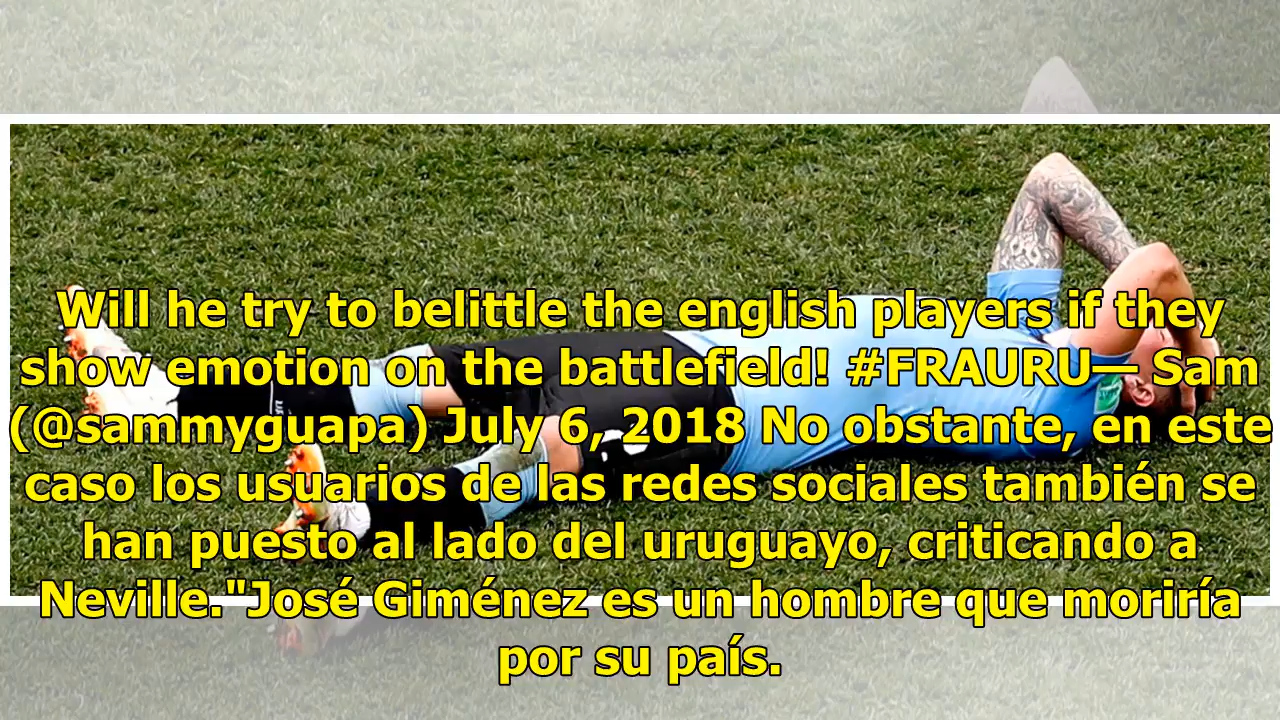 Will he try to belittle the english players if they
show emotion on the battlefield! #FRAURU— Sam
(@sammyguapa) July 6, 2018 No obstante, en este
caso los usuarios de las redes sociales también se
han puesto al lado del uruguayo, criticando a
Neville."José Giménez es un hombre que moriría
por su país.